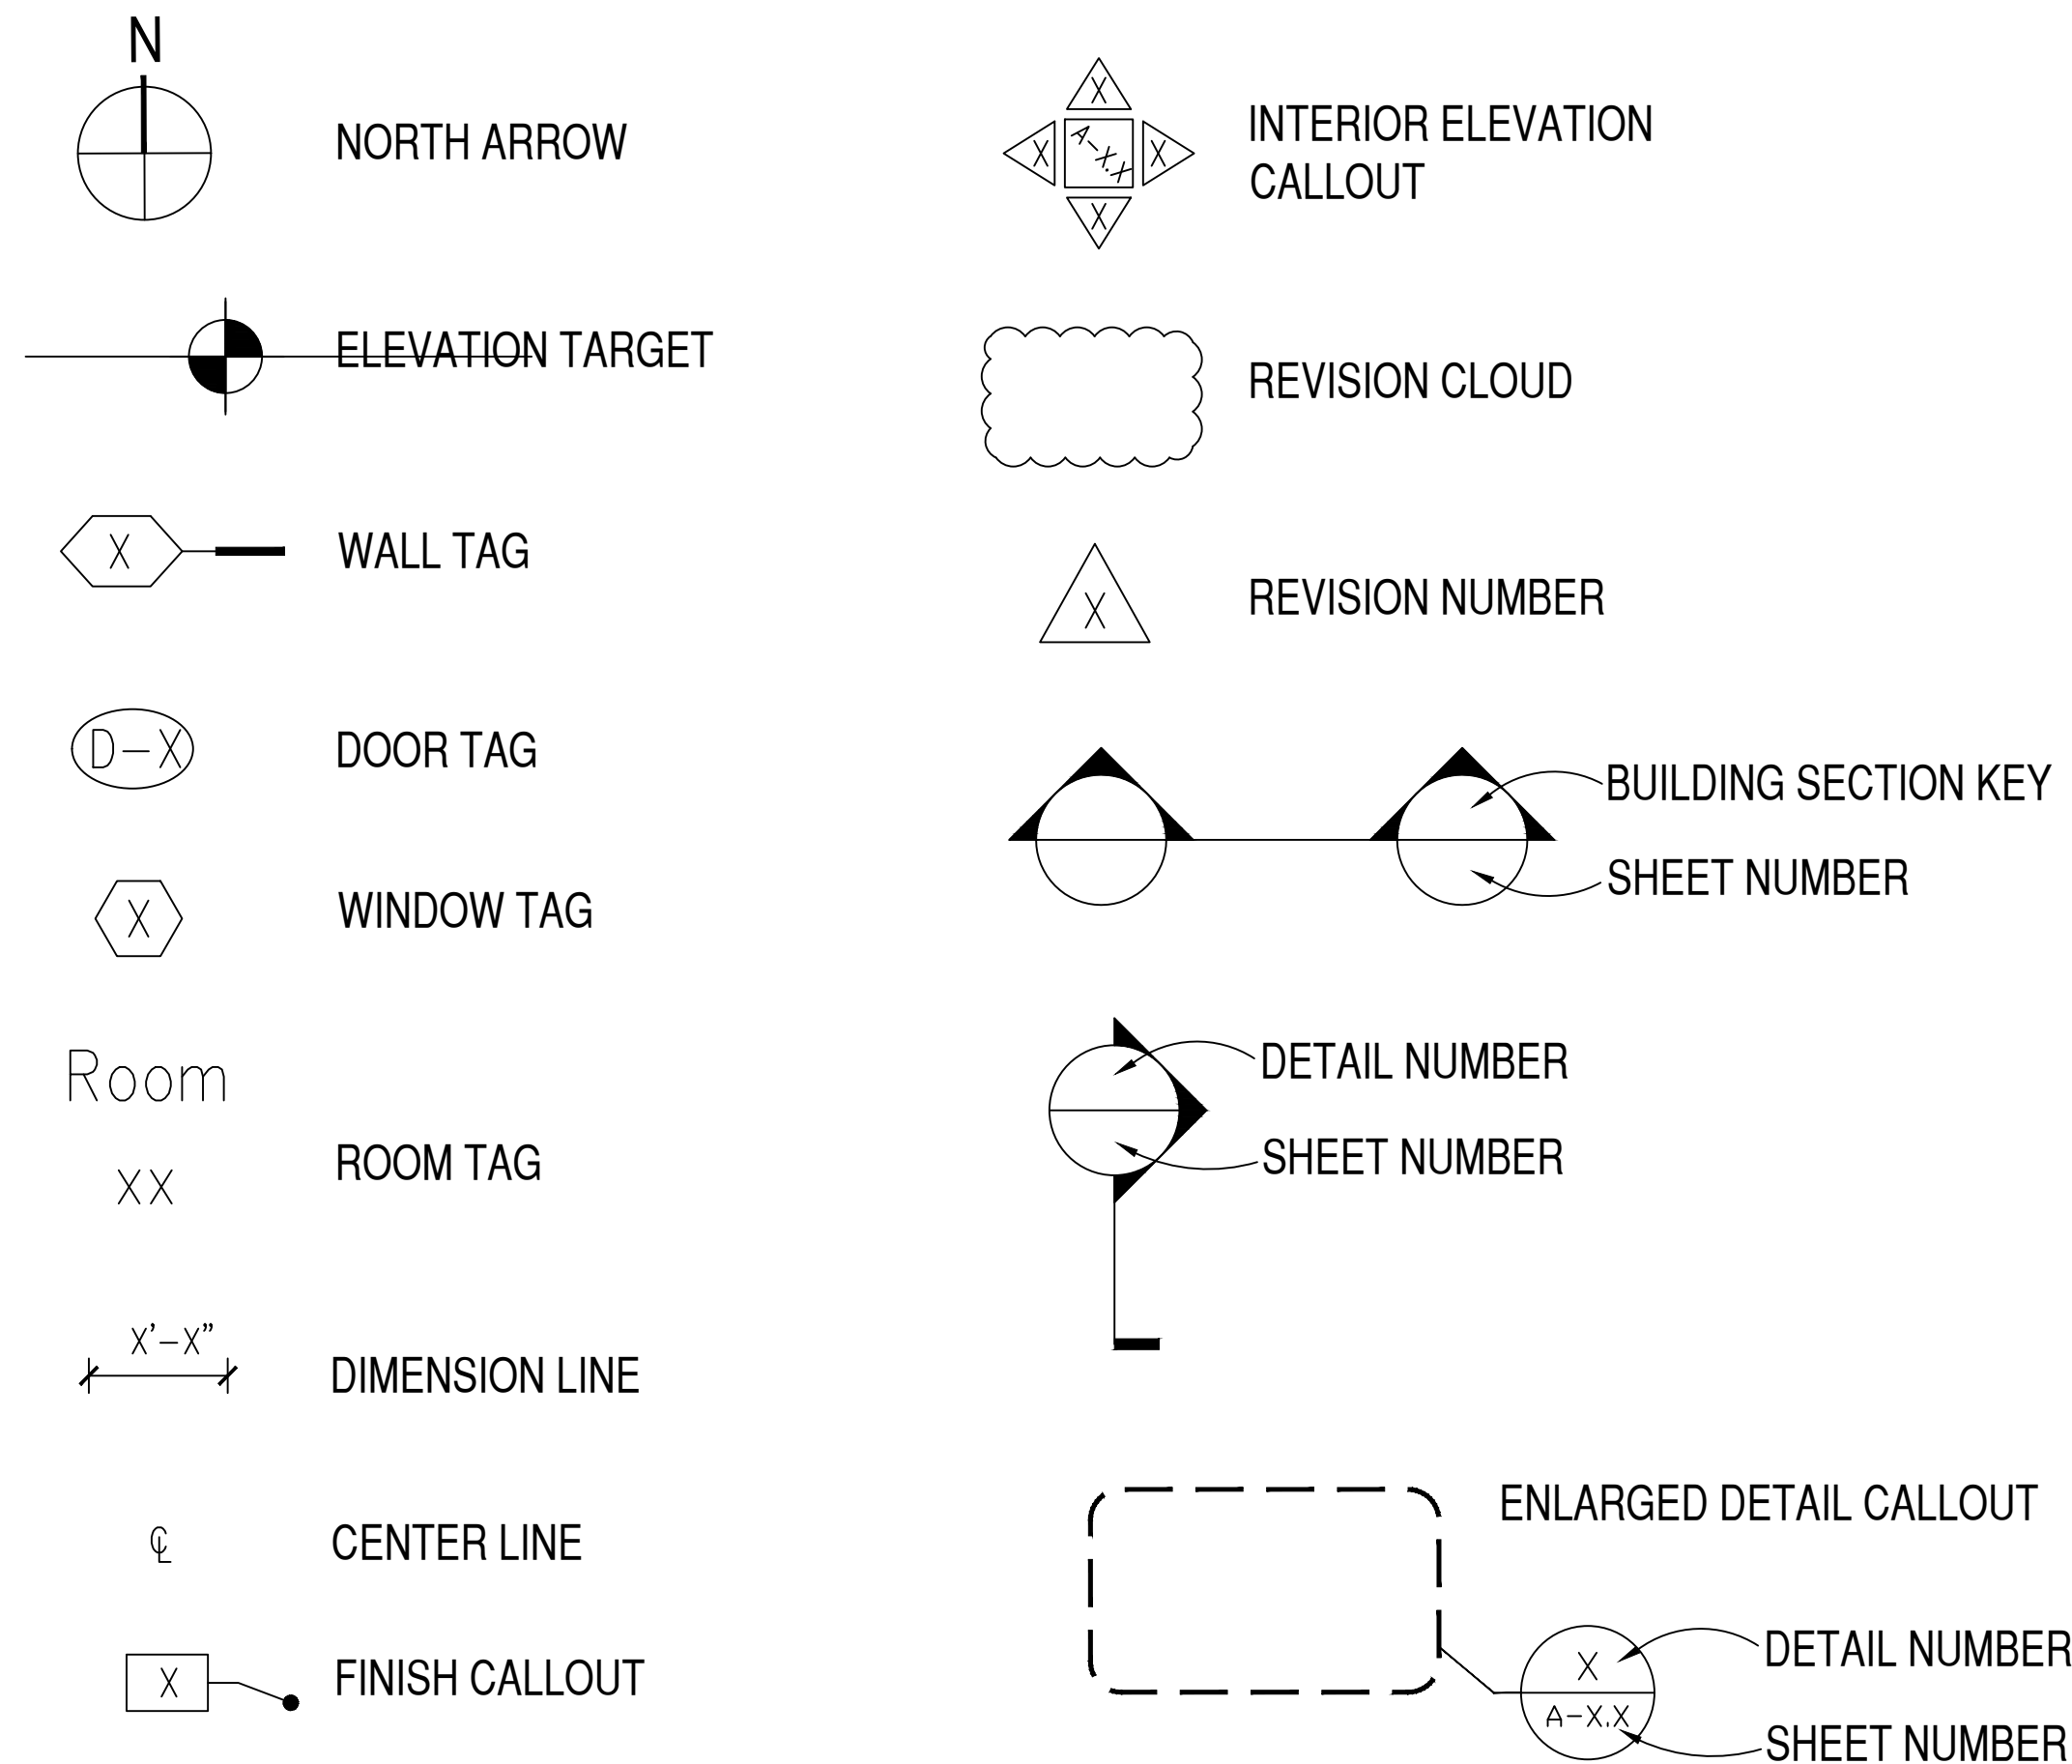 N
NORTH ARROW
ELEVATION TARGET
X
WALL TAG
D-X
DOOR TAG
X
WINDOW TAG
Room
XX
ROOM TAG
X'-X"
DIMENSION LINE
℄
CENTER LINE
X
FINISH CALLOUT
X
X
A-X.X
X
X
INTERIOR ELEVATION
CALLOUT
REVISION CLOUD
X
REVISION NUMBER
BUILDING SECTION KEY
SHEET NUMBER
DETAIL NUMBER
SHEET NUMBER
ENLARGED DETAIL CALLOUT
X
DETAIL NUMBER
A-X.X
SHEET NUMBER